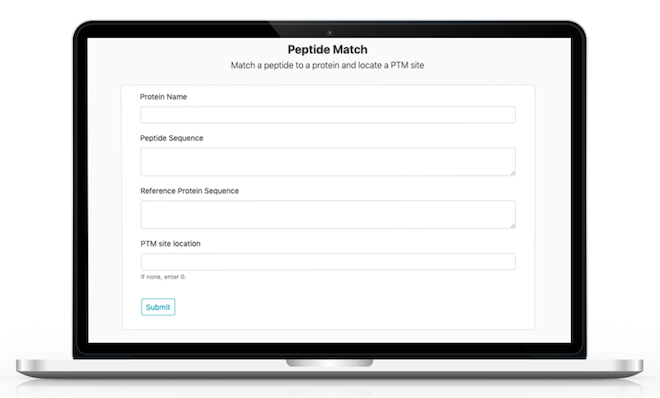 Peptide Match
Match a peptide to a protein and locate a PTM site
Protein Name
Peptide Sequence
Reference Protein Sequence
PTM site location
If none, enter 0.
Submit